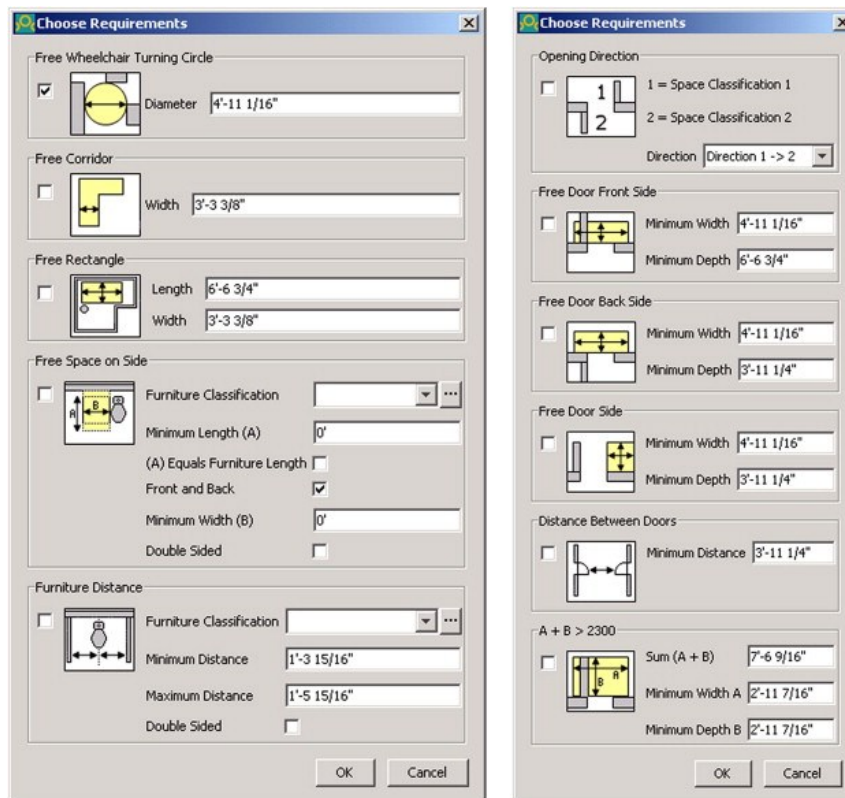 Choose Requirements
Free Wheelchair Turning Circle
Diameter 4'-11 1/16"
Free Corridor
Width 3'-3 3/8"
Free Rectangle
Length 6'-6 3/4"
Width 3'-3 3/8"
Free Space on Side
A B
Furniture Classification ...
Minimum Length (A) 0'
(A) Equals Furniture Length
Front and Back
Minimum Width (B) 0'
Double Sided
Furniture Distance
Furniture Classification ...
Minimum Distance 1'-3 15/16"
Maximum Distance 1'-5 15/16"
Double Sided
OK Cancel
Choose Requirements
Opening Direction
1 1 = Space Classification 1
2 2 = Space Classification 2
Direction Direction 1 -> 2
Free Door Front Side
Minimum Width 4'-11 1/16"
Minimum Depth 6'-6 3/4"
Free Door Back Side
Minimum Width 4'-11 1/16"
Minimum Depth 3'-11 1/4"
Free Door Side
Minimum Width 4'-11 1/16"
Minimum Depth 3'-11 1/4"
Distance Between Doors
Minimum Distance 3'-11 1/4"
A + B > 2300
B A
Sum (A + B) 7'-6 9/16"
Minimum Width A 2'-11 7/16"
Minimum Depth B 2'-11 7/16"
OK Cancel